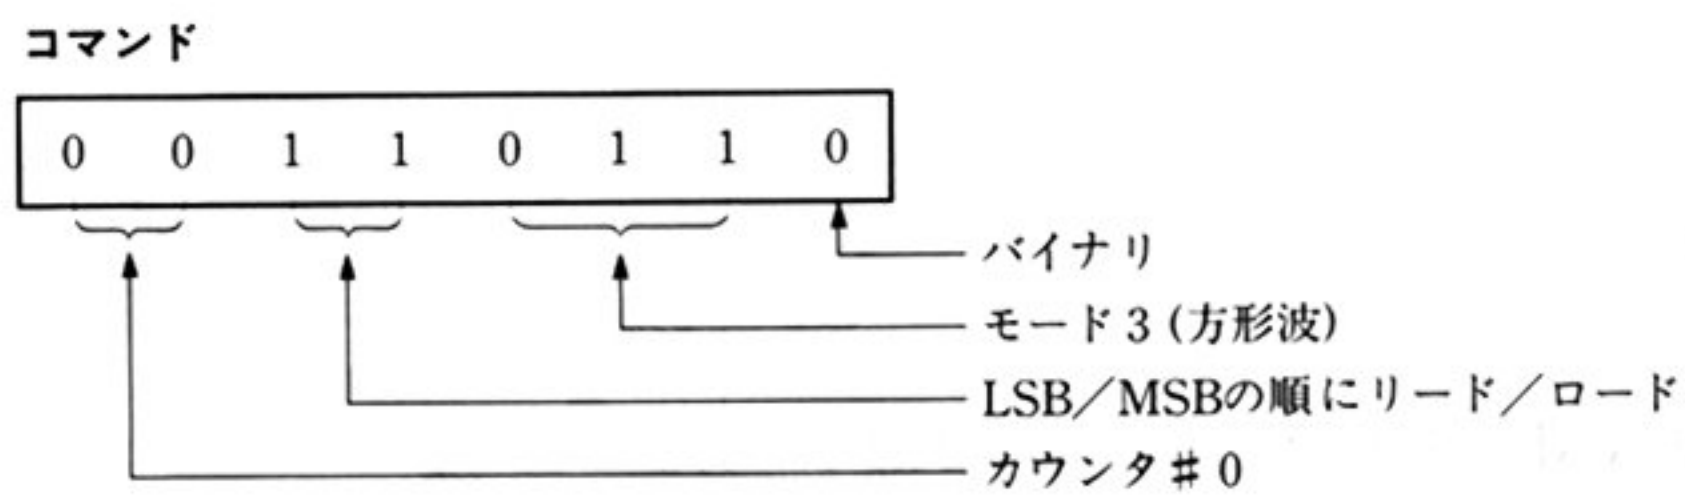 コマンド
0 0 1 1 0 1 1 0
バイナリ
モード3(方形波)
LSB/MSBの順にリード/ロード
カウンタ#0